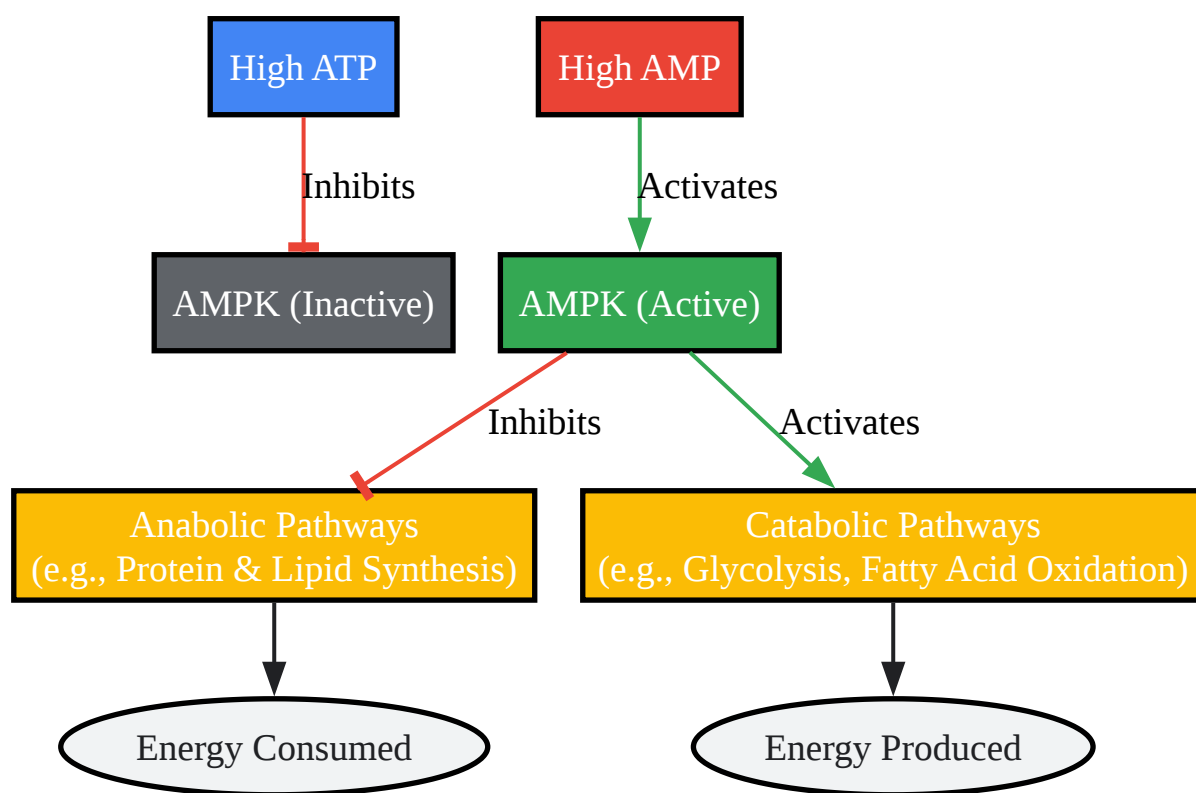 High ATP
High AMP
Inhibits
Activates
AMPK (Inactive)
AMPK (Active)
Inhibits
Activates
Anabolic Pathways
(e.g., Protein & Lipid Synthesis)
Catabolic Pathways
(e.g., Glycolysis, Fatty Acid Oxidation)
Energy Consumed
Energy Produced